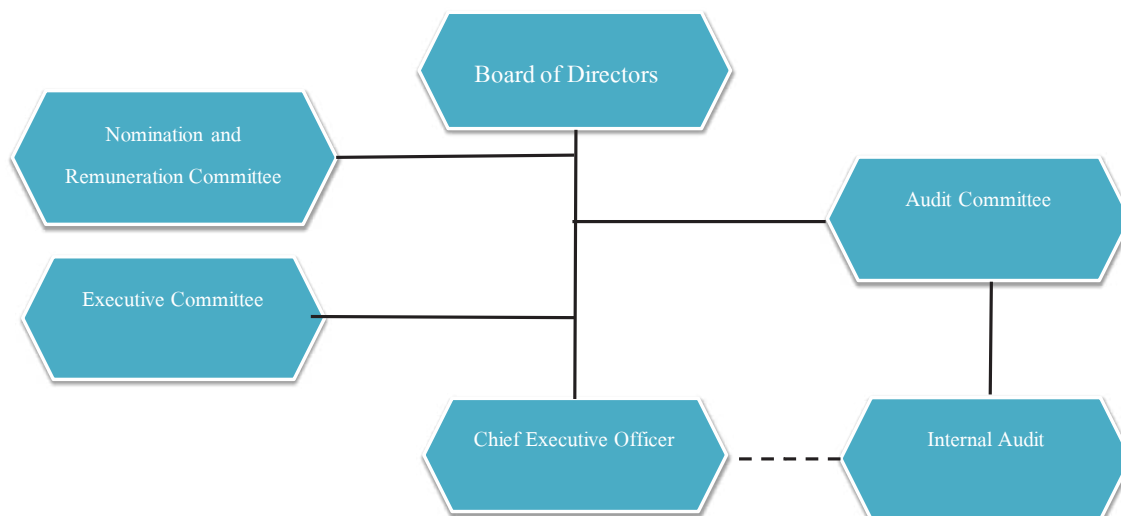 Board of Directors
Nomination and
Remuneration Committee
Audit Committee
Executive Committee
Chief Executive Officer
Internal Audit